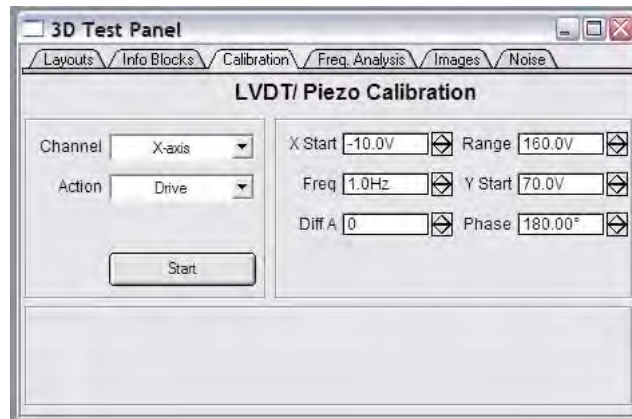 3D Test Panel
Layouts Info Blocks Calibration Freq. Analysis Images Noise
LVDT/ Piezo Calibration
Channel X-axis
Action Drive
Start
X Start -10.0V Range 160.0V
Freq 1.0Hz Y Start 70.0V
Diff A 0 Phase 180.00°